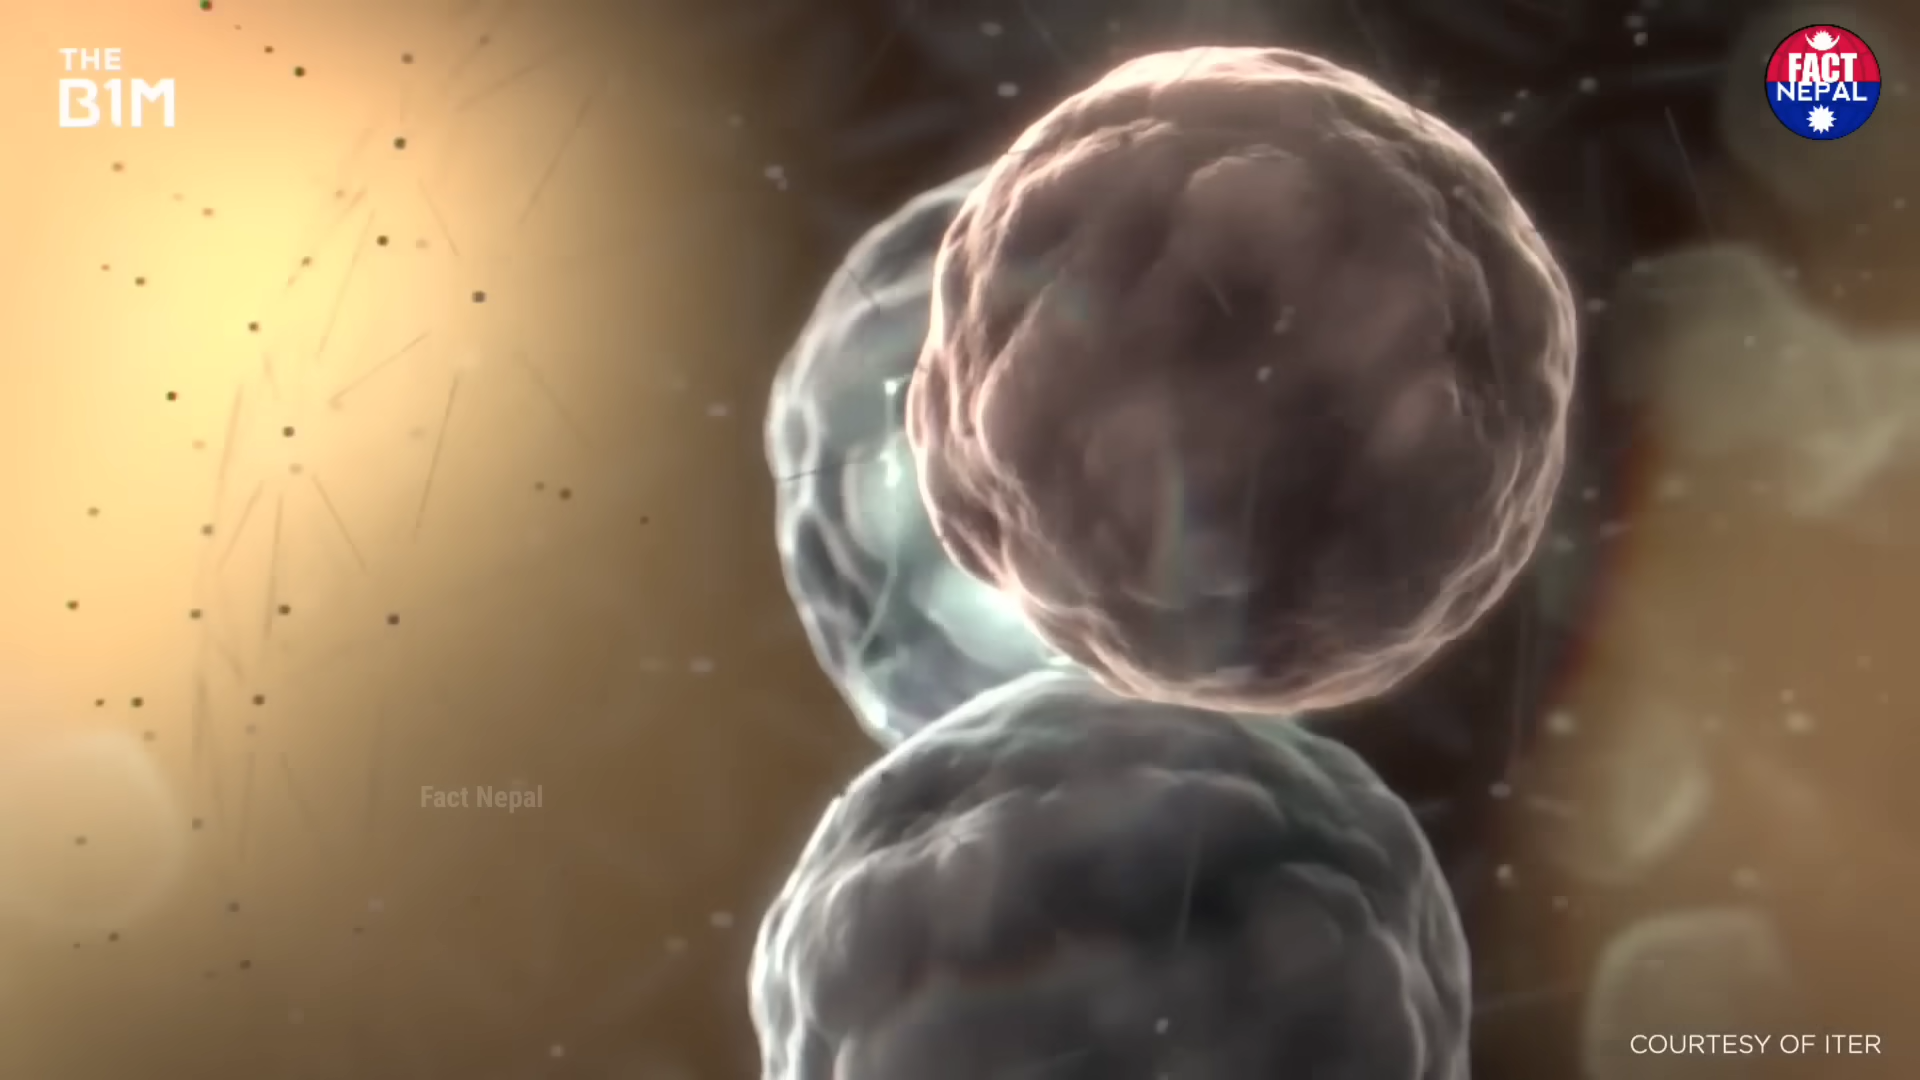 THE
B1M
FACT
NEPAL
Fact Nepal
COURTESY OF ITER